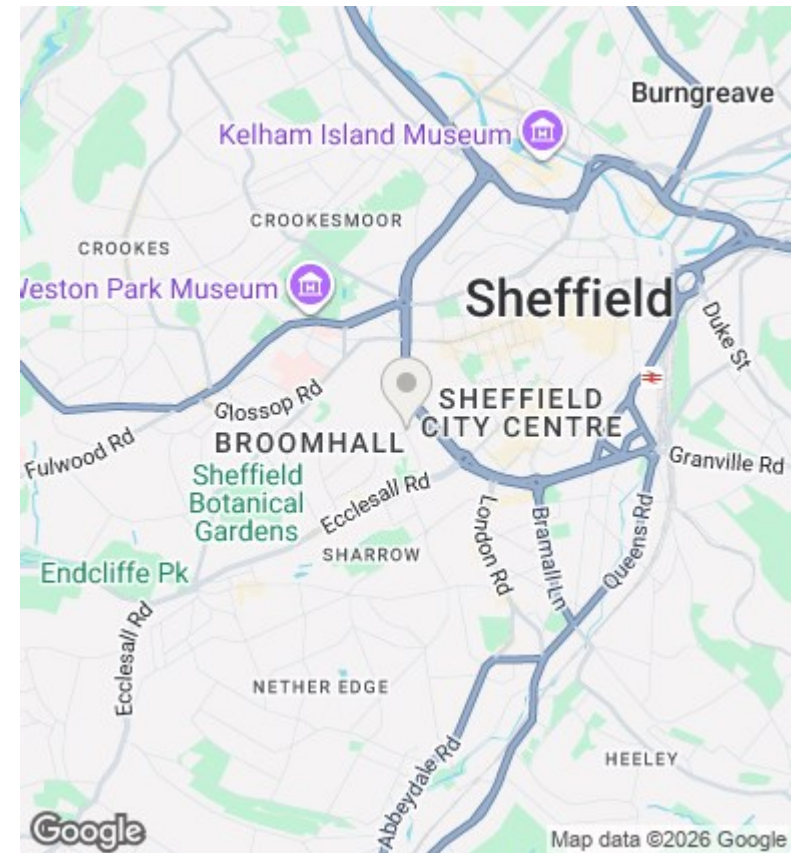 Burngreave
Kelham Island Museum
CROOKESMOOR
CROOKES
Weston Park Museum
Sheffield
Duke St
Glossop Rd
SHEFFIELD
CITY CENTRE
BROOMHALL
Fulwood Rd
Granville Rd
Sheffield
Botanical
Gardens
Ecclesall Rd
London Rd
Bramall Ln
Queens Rd
SHARROW
Endcliffe Pk
Ecclesall Rd
NETHER EDGE
Abbeydale Rd
HEELEY
Google
Map data ©2026 Google